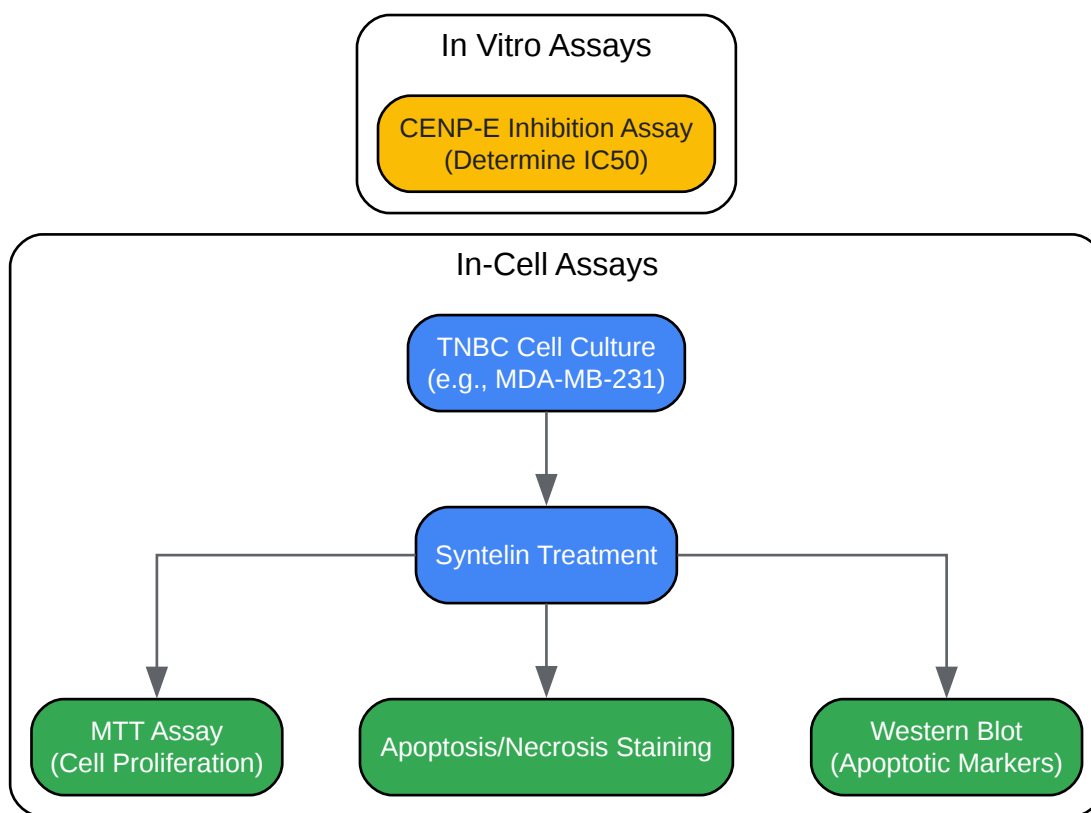 In Vitro Assays
CENP-E Inhibition Assay
(Determine IC50)
In-Cell Assays
TNBC Cell Culture
(e.g., MDA-MB-231)
Syntelin Treatment
MTT Assay
(Cell Proliferation)
Apoptosis/Necrosis Staining
Western Blot
(Apoptotic Markers)